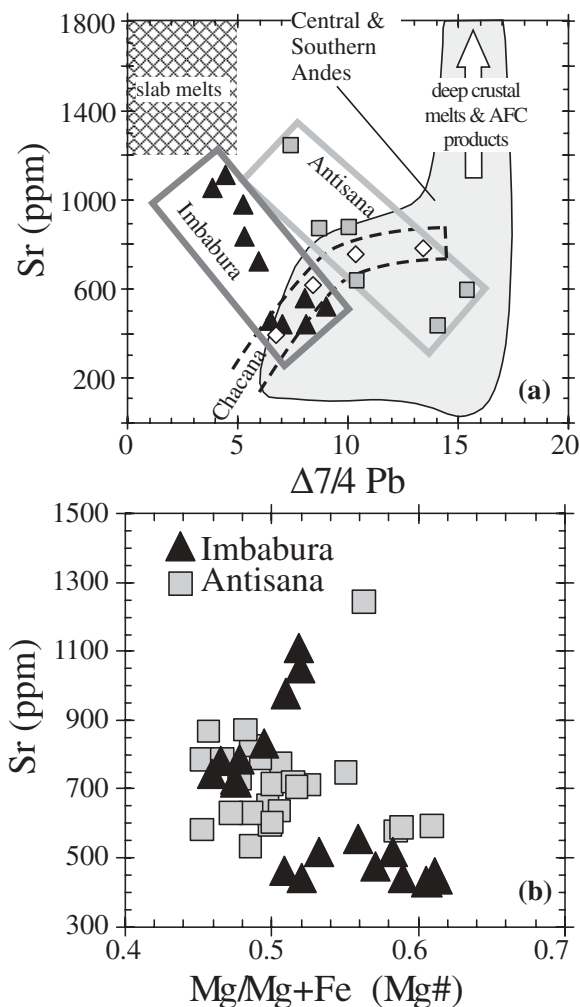 Central &
Southern
Andes
1800
slab melts
1400
deep crustal
melts & AFC
products
Antisana
1000
Sr (ppm)
Imbabura
600
200
Chacana
(a)
0
5
10
15
20
Δ7/4 Pb
1500
Imbabura
Antisana
1300
1100
Sr (ppm)
900
700
500
300
(b)
0.4
0.5
0.6
0.7
Mg/Mg+Fe (Mg#)